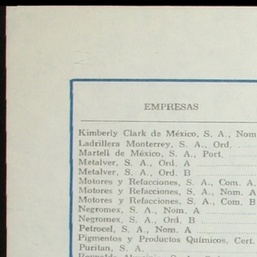 EMPRESAS
Kimberly Clark de México, S. A., Nom
Ladrillera Monterrey, S. A., Ord.
Martell de México, S. A., Port.
Metalver, S. A., Ord. A
Metalver, S. A., Ord. B
Motores y Refacciones, S. A., Com. A.
Motores y Refacciones, S. A., Nom. A
Motores y Refacciones, S. A., Com. B
Negromex, S. A., Nom. A
Negromex, S. A., Ord. B
Petrocel, S. A., Nom. A
Pigmentos y Productos Químicos, Cert.
Puritan, S. A.